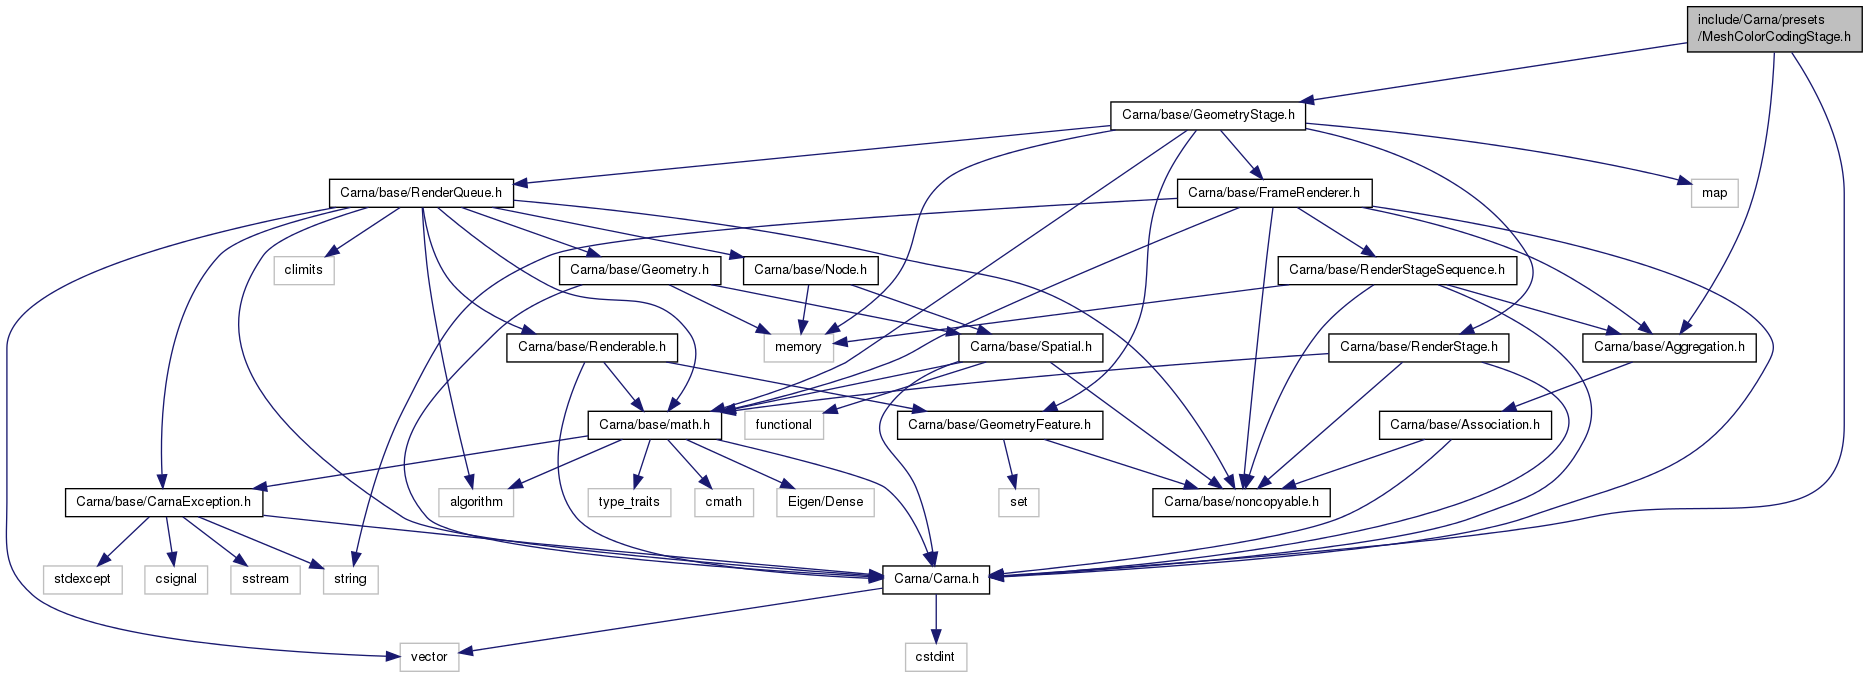 include/Carna/presets
/MeshColorCodingStage.h
Carna/base/GeometryStage.h
Carna/base/RenderQueue.h
Carna/base/FrameRenderer.h
map
climits
Carna/base/Geometry.h
Carna/base/Node.h
Carna/base/RenderStageSequence.h
Carna/base/Renderable.h
memory
Carna/base/Spatial.h
Carna/base/RenderStage.h
Carna/base/Aggregation.h
Carna/base/math.h
functional
Carna/base/GeometryFeature.h
Carna/base/Association.h
Carna/base/CarnaException.h
algorithm
type_traits
cmath
Eigen/Dense
set
Carna/base/noncopyable.h
stdexcept
csignal
sstream
string
Carna/Carna.h
vector
cstdint